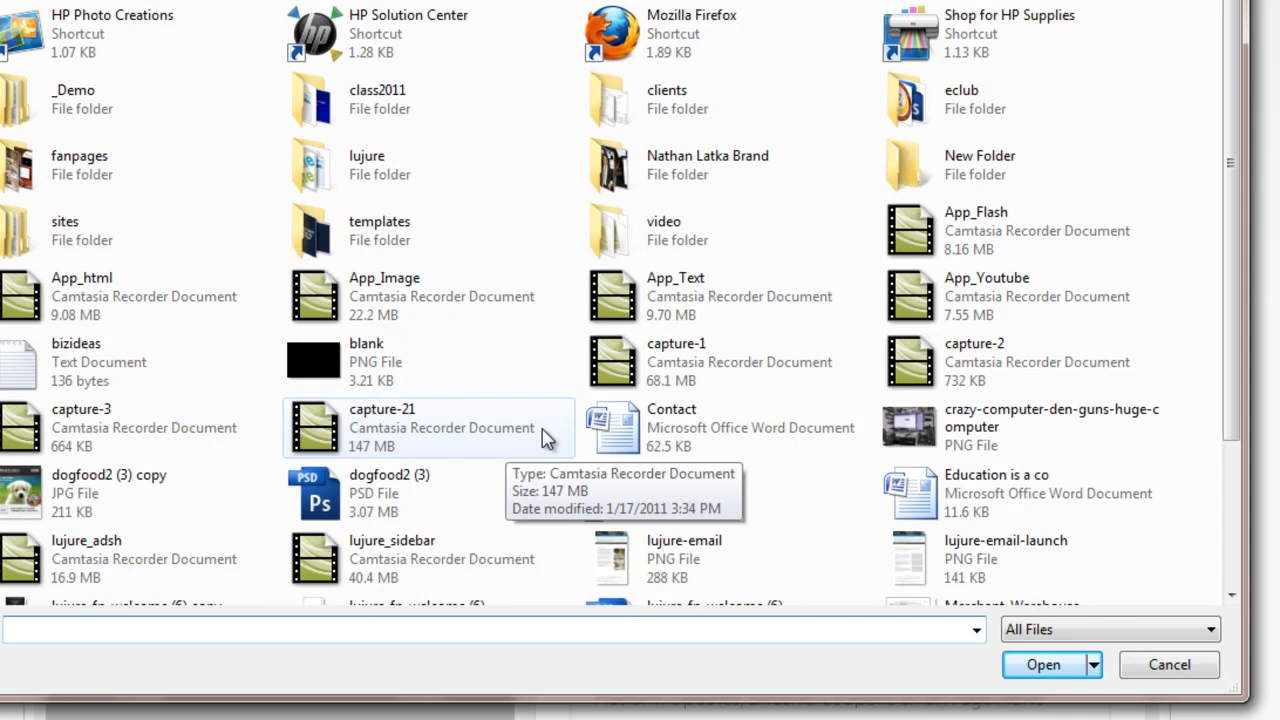 HP Photo Creations
Shortcut
1.07 KB
HP Solution Center
Shortcut
1.28 KB
Mozilla Firefox
Shortcut
1.89 KB
Shop for HP Supplies
Shortcut
1.13 KB
_Demo
File folder
class2011
File folder
clients
File folder
eclub
File folder
fanpages
File folder
lujure
File folder
Nathan Latka Brand
File folder
New Folder
File folder
sites
File folder
templates
File folder
video
File folder
App_Flash
Camtasia Recorder Document
8.16 MB
App_html
Camtasia Recorder Document
9.08 MB
App_Image
Camtasia Recorder Document
22.2 MB
App_Text
Camtasia Recorder Document
9.70 MB
App_Youtube
Camtasia Recorder Document
7.55 MB
bizideas
Text Document
136 bytes
blank
PNG File
3.21 KB
capture-1
Camtasia Recorder Document
68.1 MB
capture-2
Camtasia Recorder Document
732 KB
capture-3
Camtasia Recorder Document
664 KB
capture-21
Camtasia Recorder Document
147 MB
Contact
Microsoft Office Word Document
62.5 KB
crazy-computer-den-guns-huge-c
omputer
PNG File
dogfood2 (3) copy
JPG File
211 KB
PSD
Ps
dogfood2 (3)
PSD File
3.07 MB
Type: Camtasia Recorder Document
Size: 147 MB
Date modified: 1/17/2011 3:34 PM
Education is a co
Microsoft Office Word Document
11.6 KB
lujure_adsh
Camtasia Recorder Document
16.9 MB
lujure_sidebar
Camtasia Recorder Document
40.4 MB
lujure-email
PNG File
288 KB
lujure-email-launch
PNG File
141 KB
lujure-fp-welcome (6) copy
lujure-fp-welcome (6)
lujure-fp-welcome (6)
Merchant_Warehouse
All Files
Open
Cancel